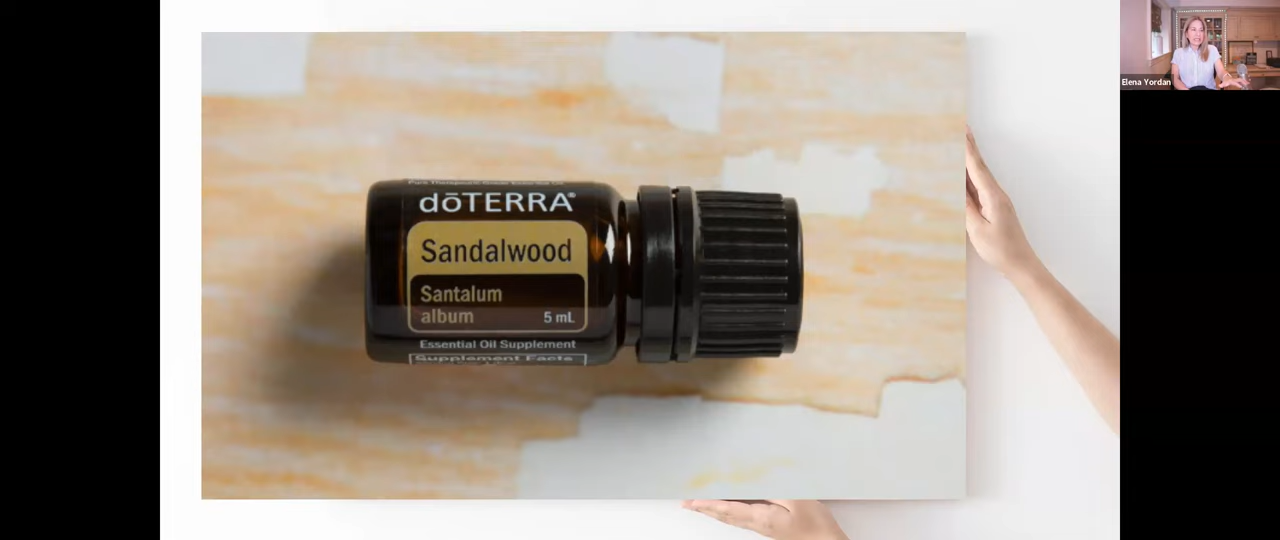 dōTERRA®
Sandalwood
Santalum
album 5 mL
Essential Oil Supplement
Supplement Facts
Elena Yordan